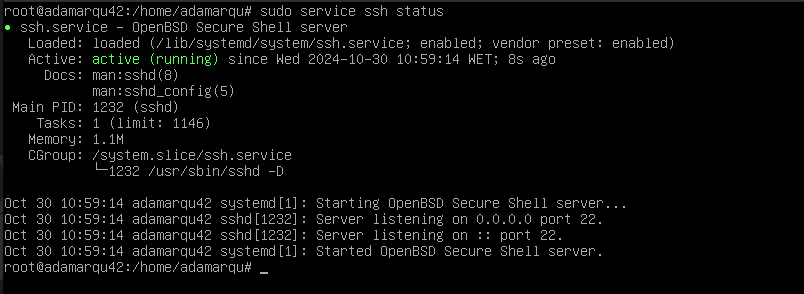 root@adamarqu42:/home/adamarqu# sudo service ssh status
● ssh.service - OpenBSD Secure Shell server
Loaded: loaded (/lib/systemd/system/ssh.service; enabled; vendor preset: enabled)
Active: active (running) since Wed 2024-10-30 10:59:14 WET; 8s ago
Docs: man:sshd(8)
man:sshd_config(5)
Main PID: 1232 (sshd)
Tasks: 1 (limit: 1146)
Memory: 1.1M
CGroup: /system.slice/ssh.service
└─1232 /usr/sbin/sshd -D
Oct 30 10:59:14 adamarqu42 systemd[1]: Starting OpenBSD Secure Shell server...
Oct 30 10:59:14 adamarqu42 sshd[1232]: Server listening on 0.0.0.0 port 22.
Oct 30 10:59:14 adamarqu42 sshd[1232]: Server listening on :: port 22.
Oct 30 10:59:14 adamarqu42 systemd[1]: Started OpenBSD Secure Shell server.
root@adamarqu42:/home/adamarqu# _